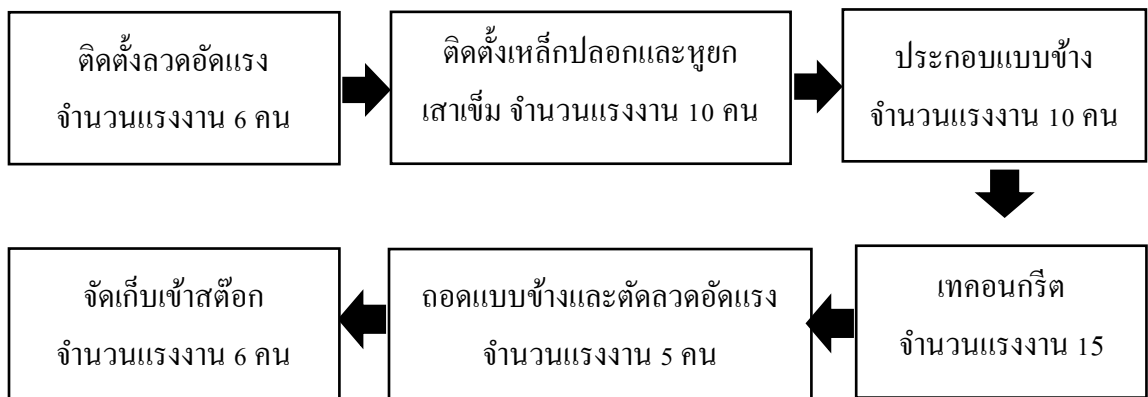 ติดตั้งลวดอัดแรง
จำนวนแรงงาน 6 คน
ติดตั้งเหล็กปลอกและหูยก
เสาเข็ม จำนวนแรงงาน 10 คน
ประกอบแบบข้าง
จำนวนแรงงาน 10 คน
เทคอนกรีต
จำนวนแรงงาน 15
ถอดแบบข้างและตัดลวดอัดแรง
จำนวนแรงงาน 5 คน
จัดเก็บเข้าสต๊อก
จำนวนแรงงาน 6 คน